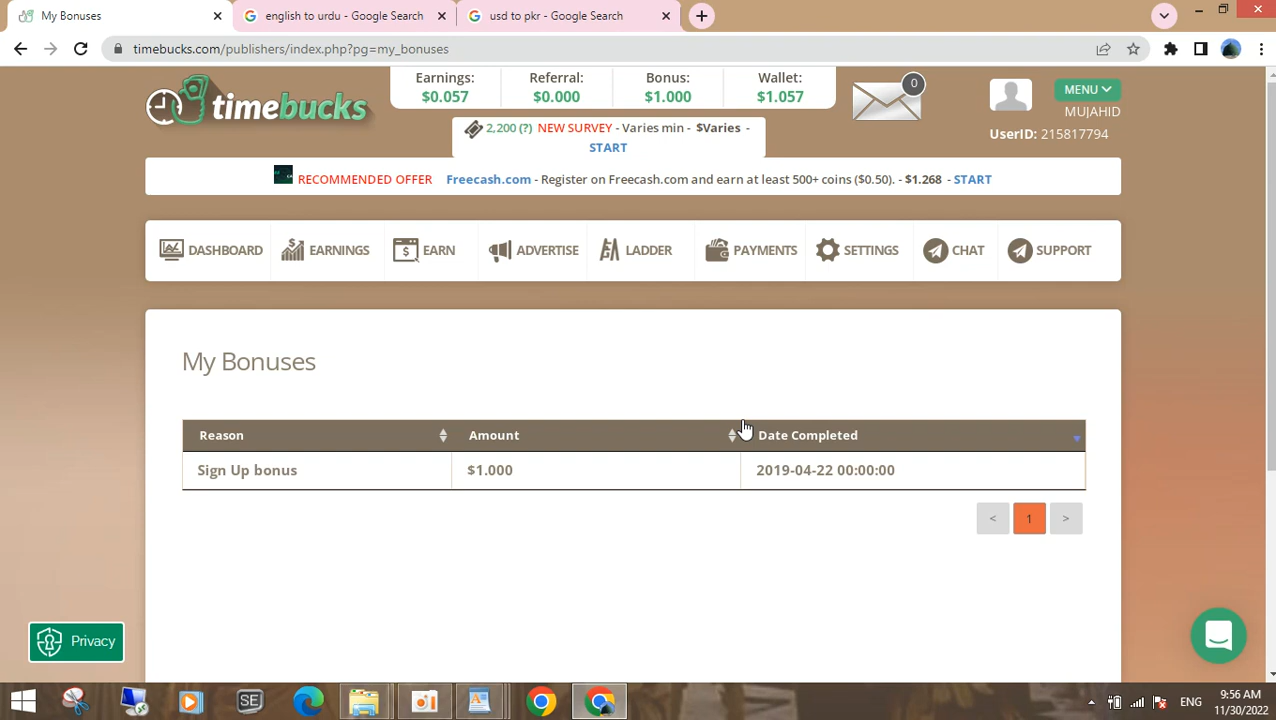 My Bonuses
english to urdu - Google Search
usd to pkr - Google Search
timebucks.com/publishers/index.php?pg=my_bonuses
timebucks
Earnings:
$0.057
Referral:
$0.000
Bonus:
$1.000
Wallet:
$1.057
0
MENU
MUJAHID
UserID: 215817794
2,200 (?) NEW SURVEY - Varies min - $Varies -
START
RECOMMENDED OFFER Freecash.com - Register on Freecash.com and earn at least 500+ coins ($0.50). - $1.268 - START
DASHBOARD
EARNINGS
EARN
ADVERTISE
LADDER
PAYMENTS
SETTINGS
CHAT
SUPPORT
My Bonuses
Reason
Amount
Date Completed
Sign Up bonus
$1.000
2019-04-22 00:00:00
<
1
>
Privacy
SE
ENG
9:56 AM
11/30/2022